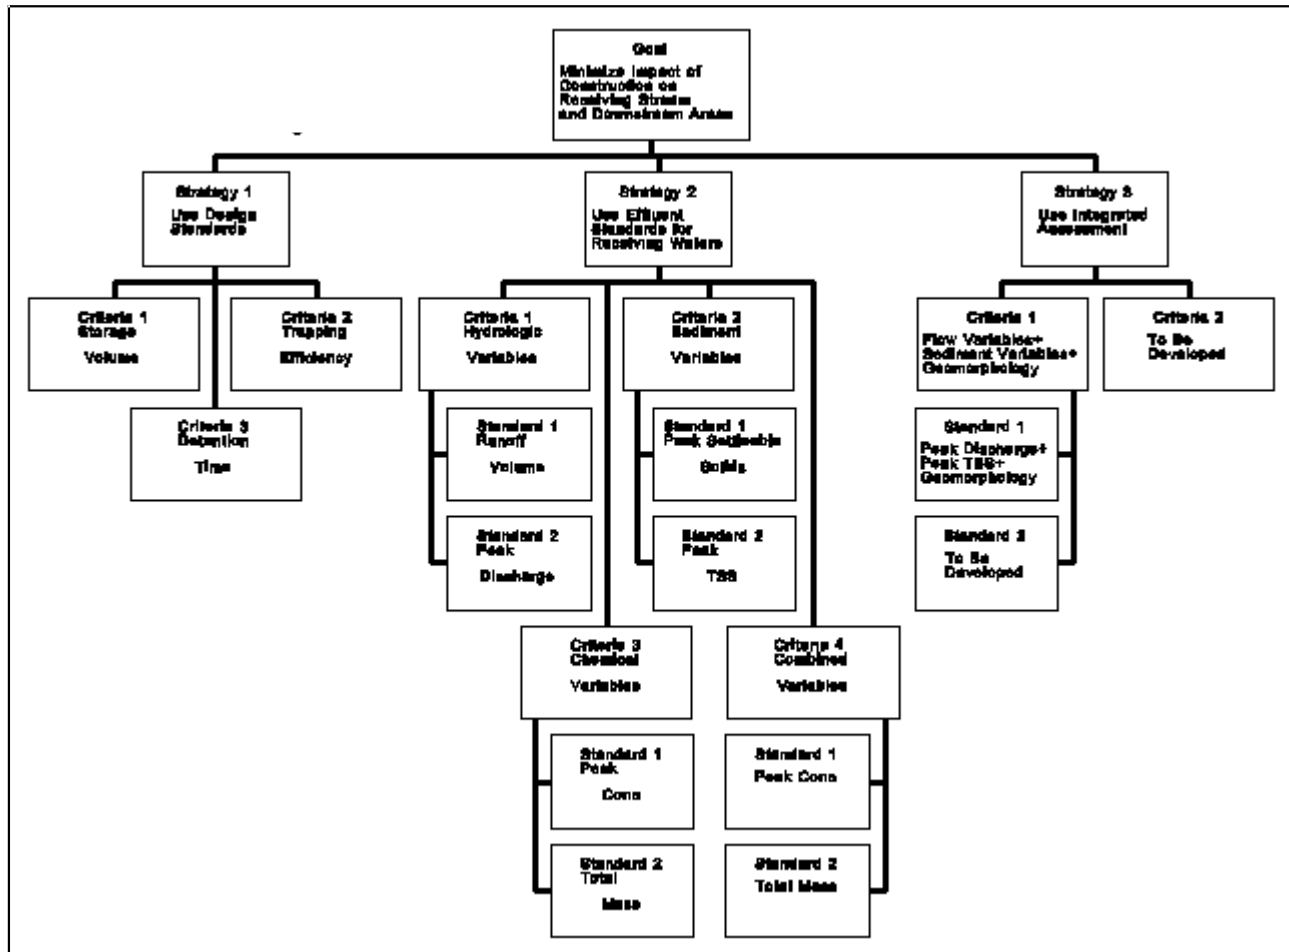 Goal
Minimize Impact of
Construction on
Receiving Stream
and Downstream Areas
Strategy 1
Use Design
Standards
Strategy 2
Use Effluent
Standards for
Receiving Waters
Strategy 3
Use Integrated
Assessment
Criteria 1
Storage
Volume
Criteria 2
Trapping
Efficiency
Criteria 3
Detention
Time
Criteria 1
Hydrologic
Variables
Criteria 2
Sediment
Variables
Criteria 1
Flow Variables+
Sediment Variables+
Geomorphology
Criteria 2
To Be
Developed
Standard 1
Runoff
Volume
Standard 1
Peak Settleable
Solids
Standard 1
Peak Discharge+
Peak TSS+
Geomorphology
Standard 2
Peak
Discharge
Standard 2
Peak
TSS
Standard 2
To Be
Developed
Criteria 3
Chemical
Variables
Criteria 4
Combined
Variables
Standard 1
Peak
Conc
Standard 1
Peak Conc
Standard 2
Total
Mass
Standard 2
Total Mass